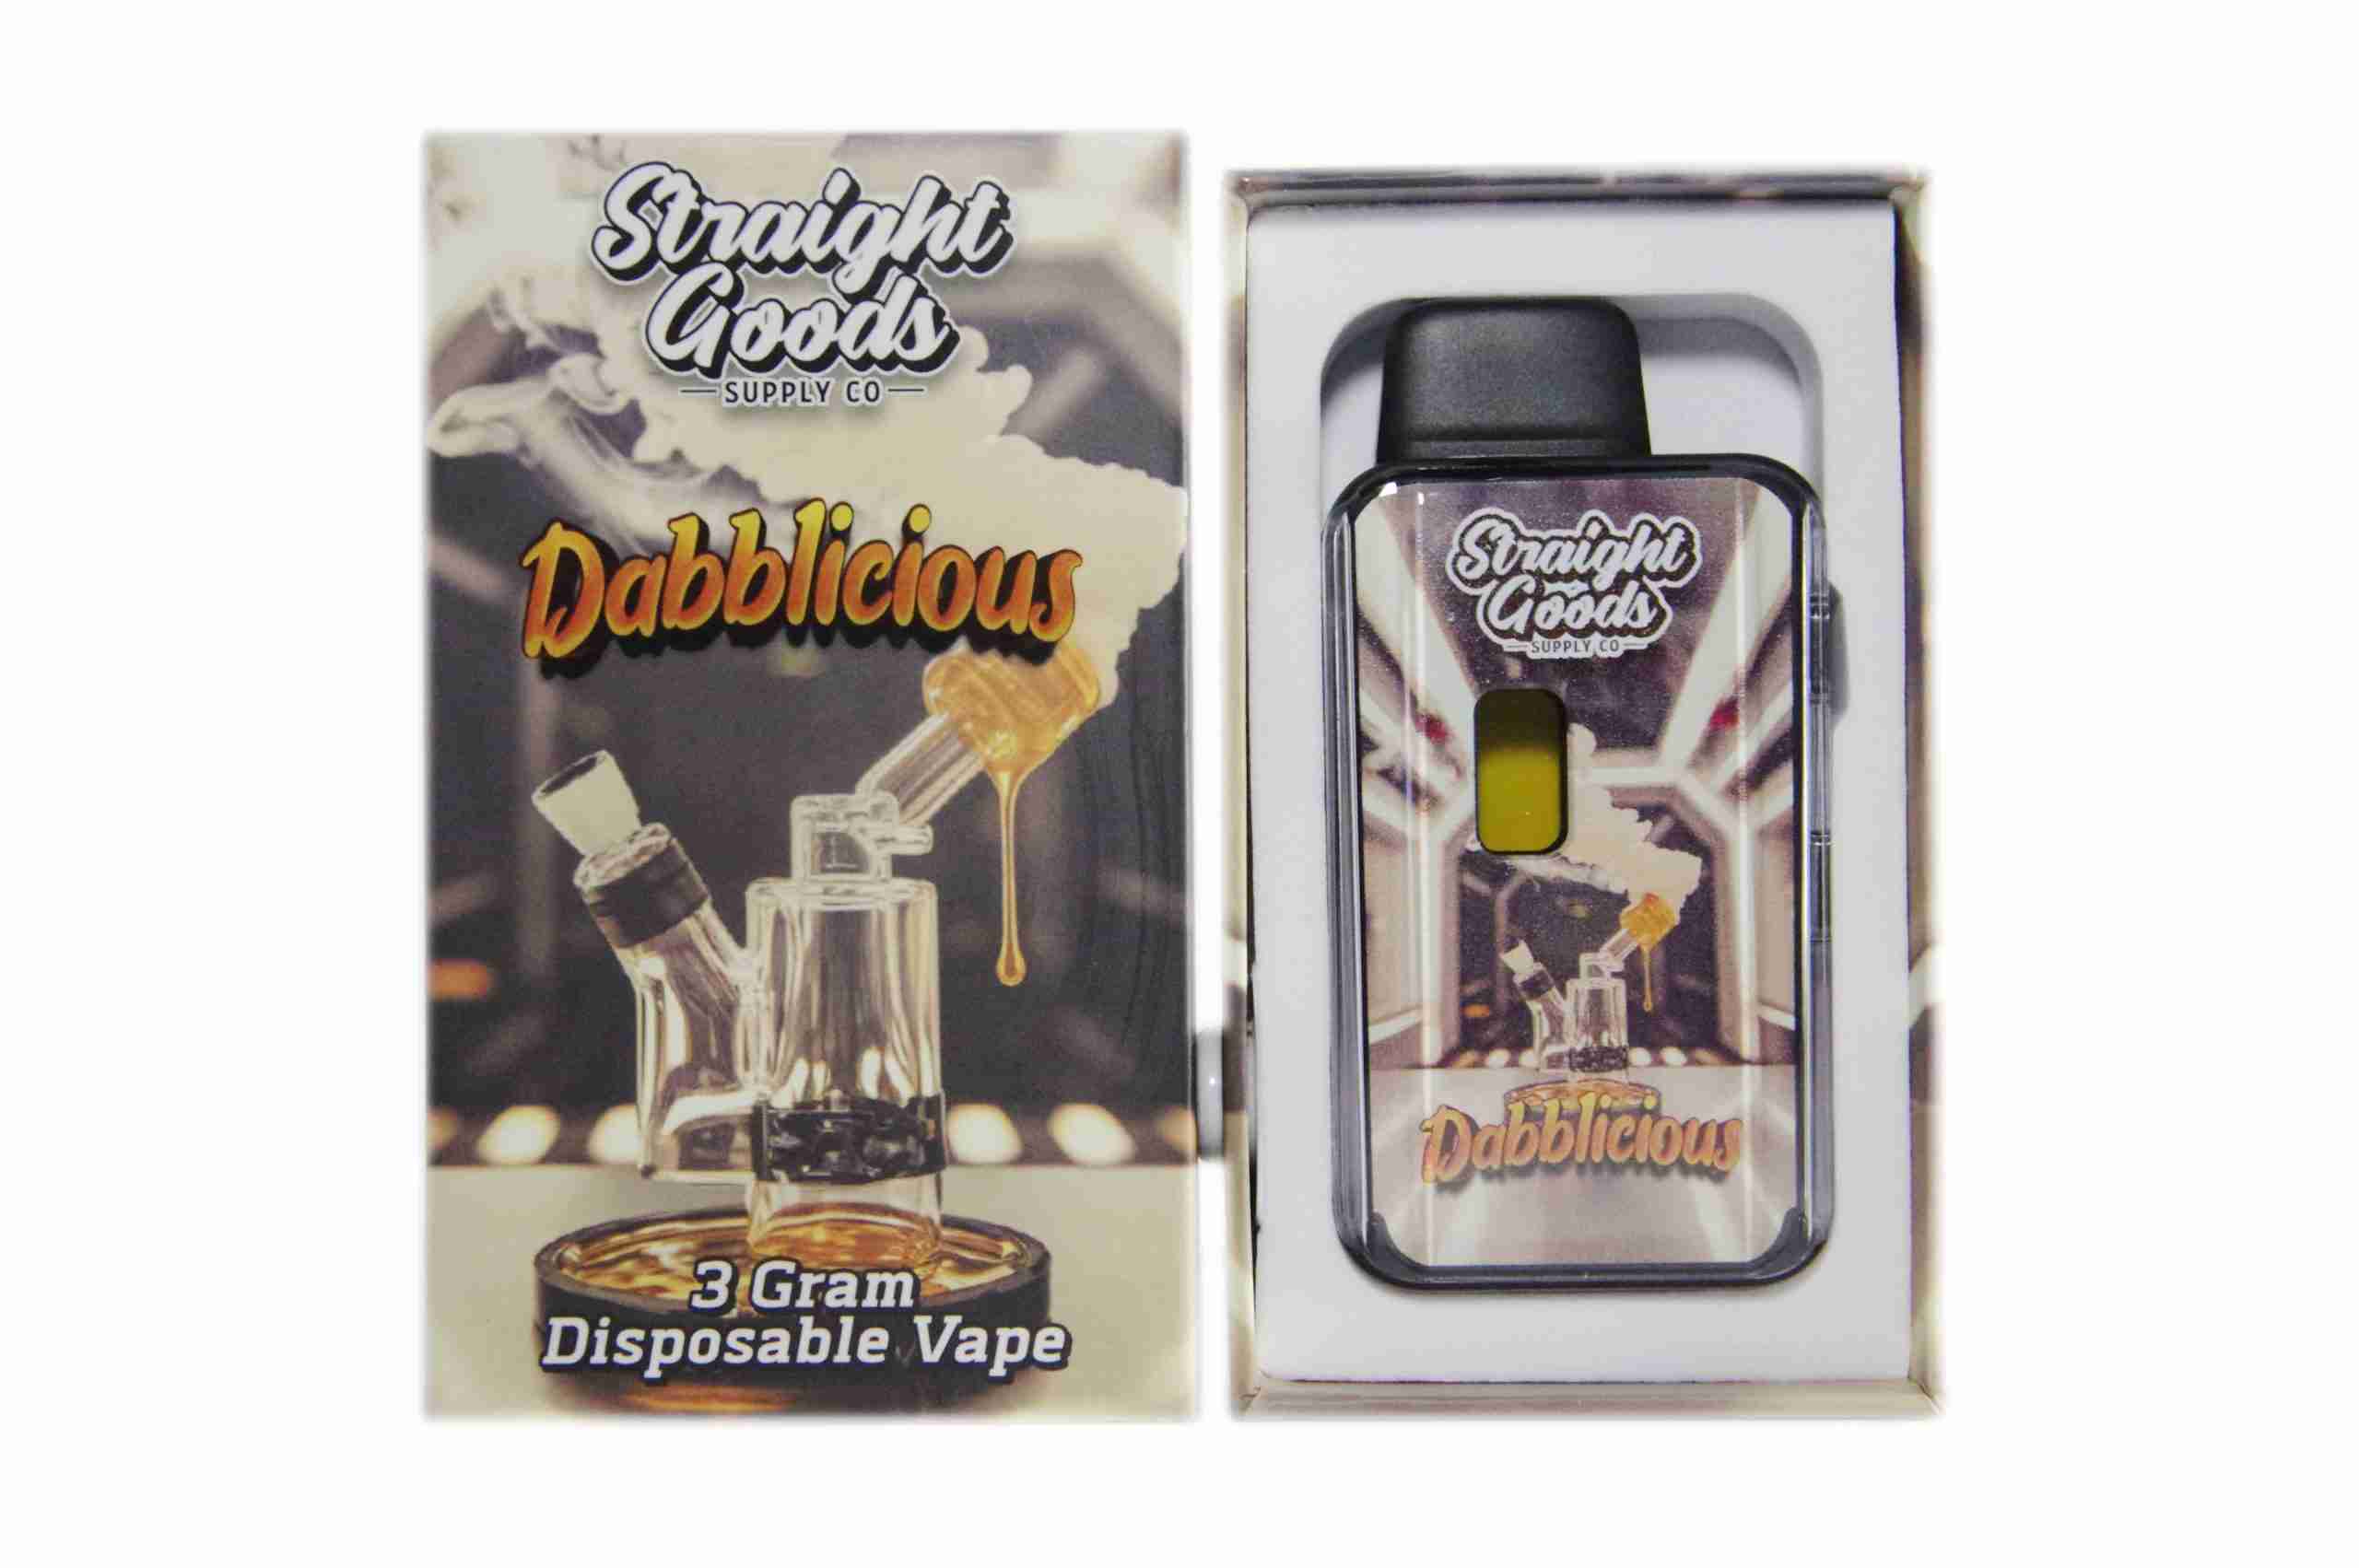 Straight
Goods
SUPPLY CO
Dabblicious
3 Gram
Disposable Vape
Straight
Goods
SUPPLY CO
Dabblicious